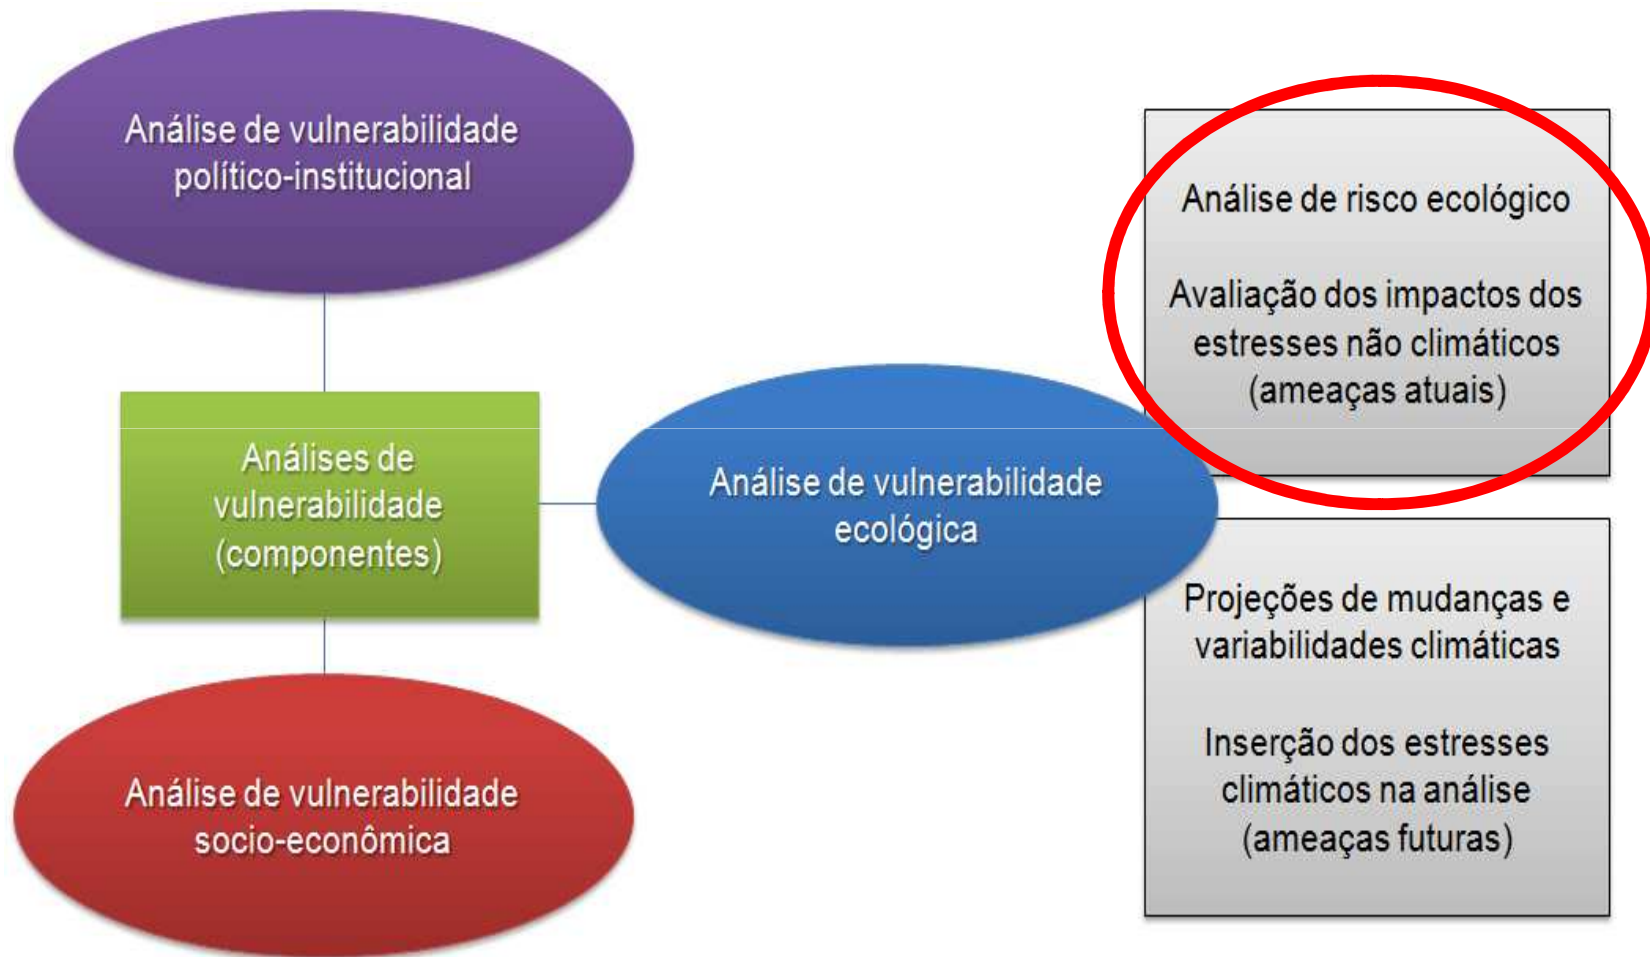 Análise de vulnerabilidade
político-institucional
Análises de
vulnerabilidade
(componentes)
Análise de vulnerabilidade
socio-econômica
Análise de vulnerabilidade
ecológica
Análise de risco ecológico
Avaliação dos impactos dos
estresses não climáticos
(ameaças atuais)
Projeções de mudanças e
variabilidades climáticas
Inserção dos estresses
climáticos na análise
(ameaças futuras)